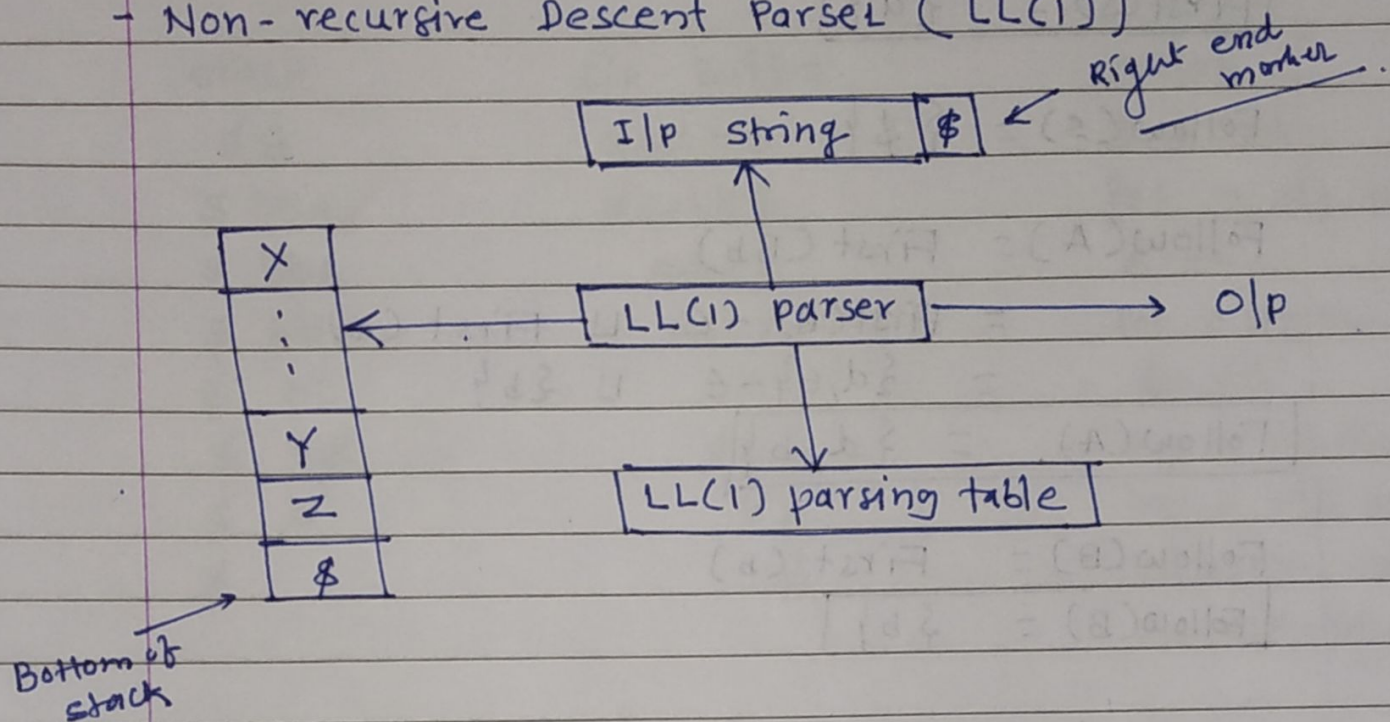 - Non-recursive Descent Parser (LL(1))
Right end
marker
I/p string $
X
LL(1) parser
O/p
Y
LL(1) parsing table
Z
$
Bottom of
stack